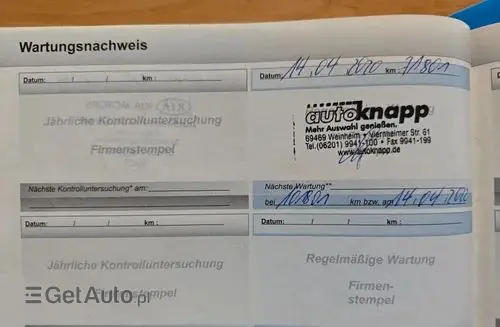 Wartungsnachweis
Datum: / / km :
Datum: 14.04.2020 km: 71801
Jährliche Kontrolluntersuchung
Firmenstempel
autoknapp
Mehr Auswahl genießen.
69469 Weinheim • Viernheimer Str. 61
Tel.(06201) 9941-100 • Fax 9941-199
www.autoknapp.de
Nächste Kontrolluntersuchung* am:
Nächste Wartung**
bei 101801 km bzw. am 14.04.2020
Datum: / / km :
Datum: / / km :
Jährliche Kontrolluntersuchung
Firmenstempel
Regelmäßige Wartung
Firmen-
stempel
GetAuto.pl